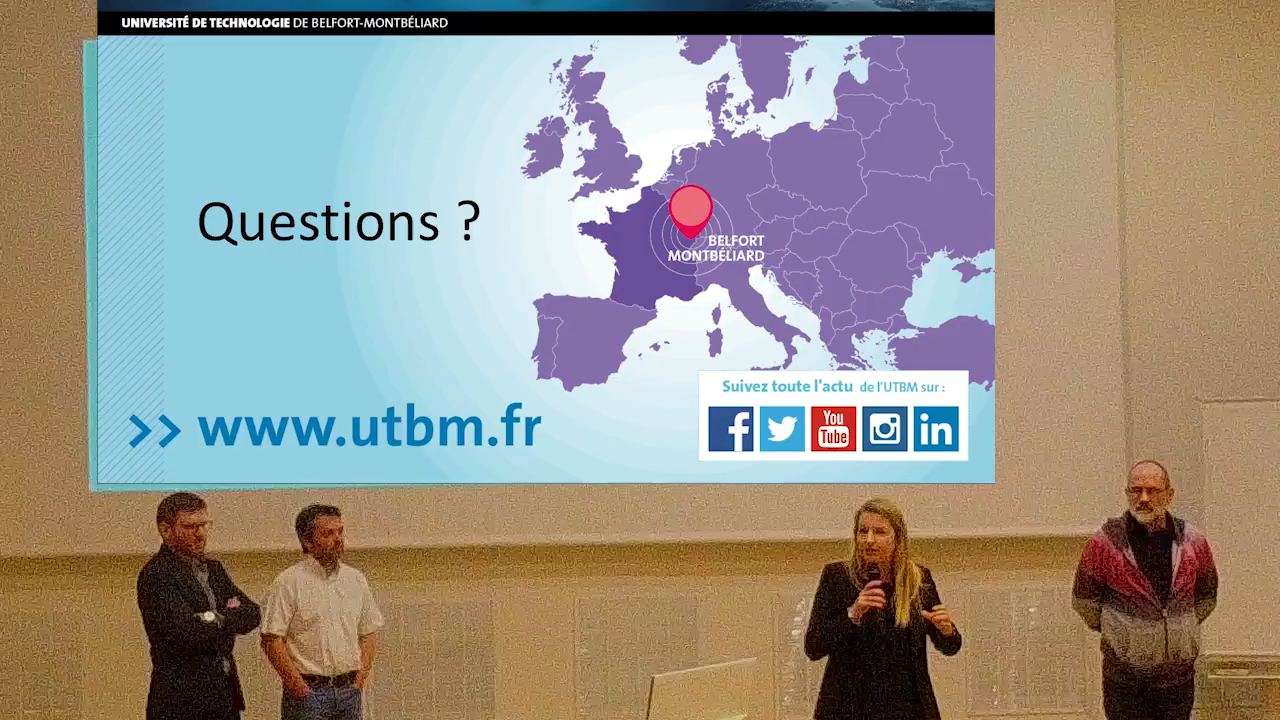 UNIVERSITÉ DE TECHNOLOGIE DE BELFORT-MONTBÉLIARD
Questions ?
BELFORT
MONTBÉLIARD
Suivez toute l'actu de l'UTBM sur :
f You Tube in
>> www.utbm.fr